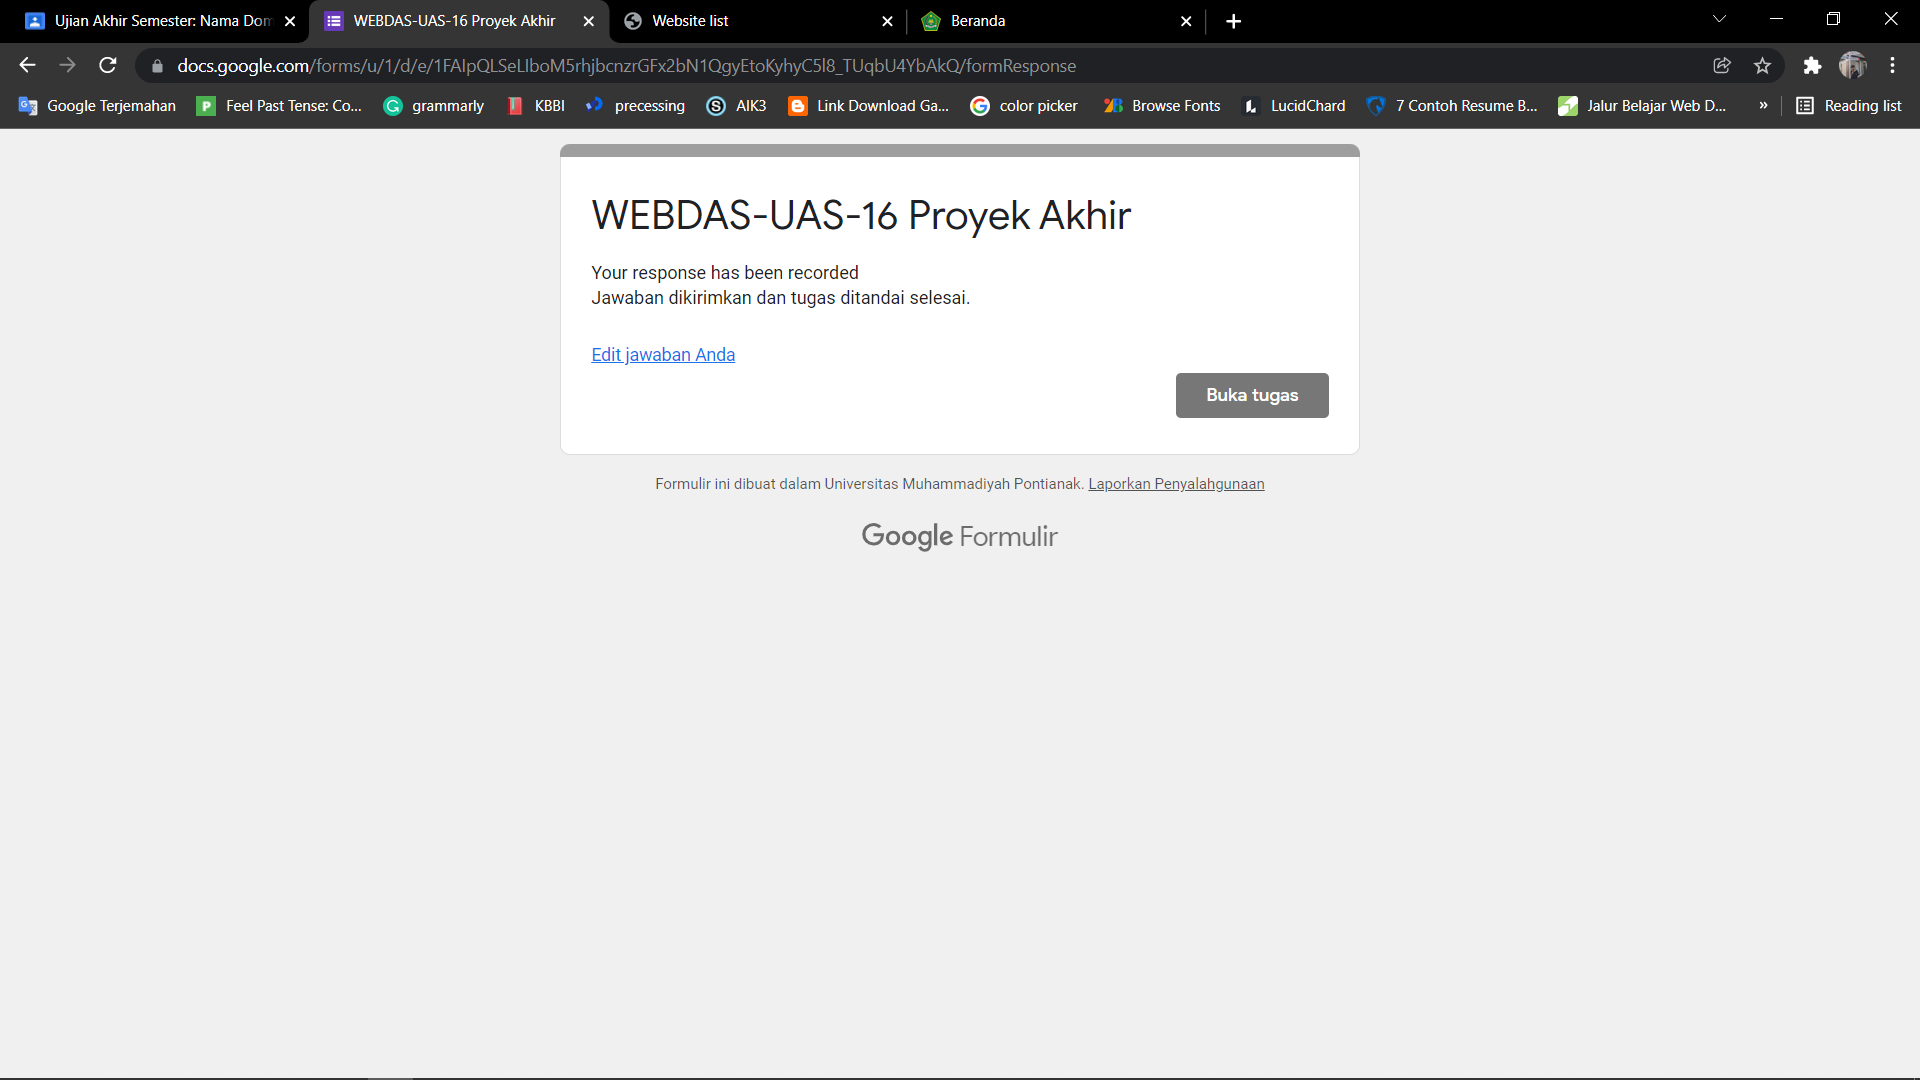 Ujian Akhir Semester: Nama Dom
WEBDAS-UAS-16 Proyek Akhir
Website list
Beranda
docs.google.com/forms/u/1/d/e/1FAIpQLSeLIboM5rhjbcnzrGFx2bN1QgyEtoKyhyC5l8_TUqbU4YbAkQ/formResponse
Google Terjemahan
Feel Past Tense: Co...
grammarly
KBBI
precessing
AIK3
Link Download Ga...
color picker
Browse Fonts
LucidChard
7 Contoh Resume B...
Jalur Belajar Web D...
»
Reading list
WEBDAS-UAS-16 Proyek Akhir
Your response has been recorded
Jawaban dikirimkan dan tugas ditandai selesai.
Edit jawaban Anda
Buka tugas
Formulir ini dibuat dalam Universitas Muhammadiyah Pontianak. Laporkan Penyalahgunaan
Google Formulir